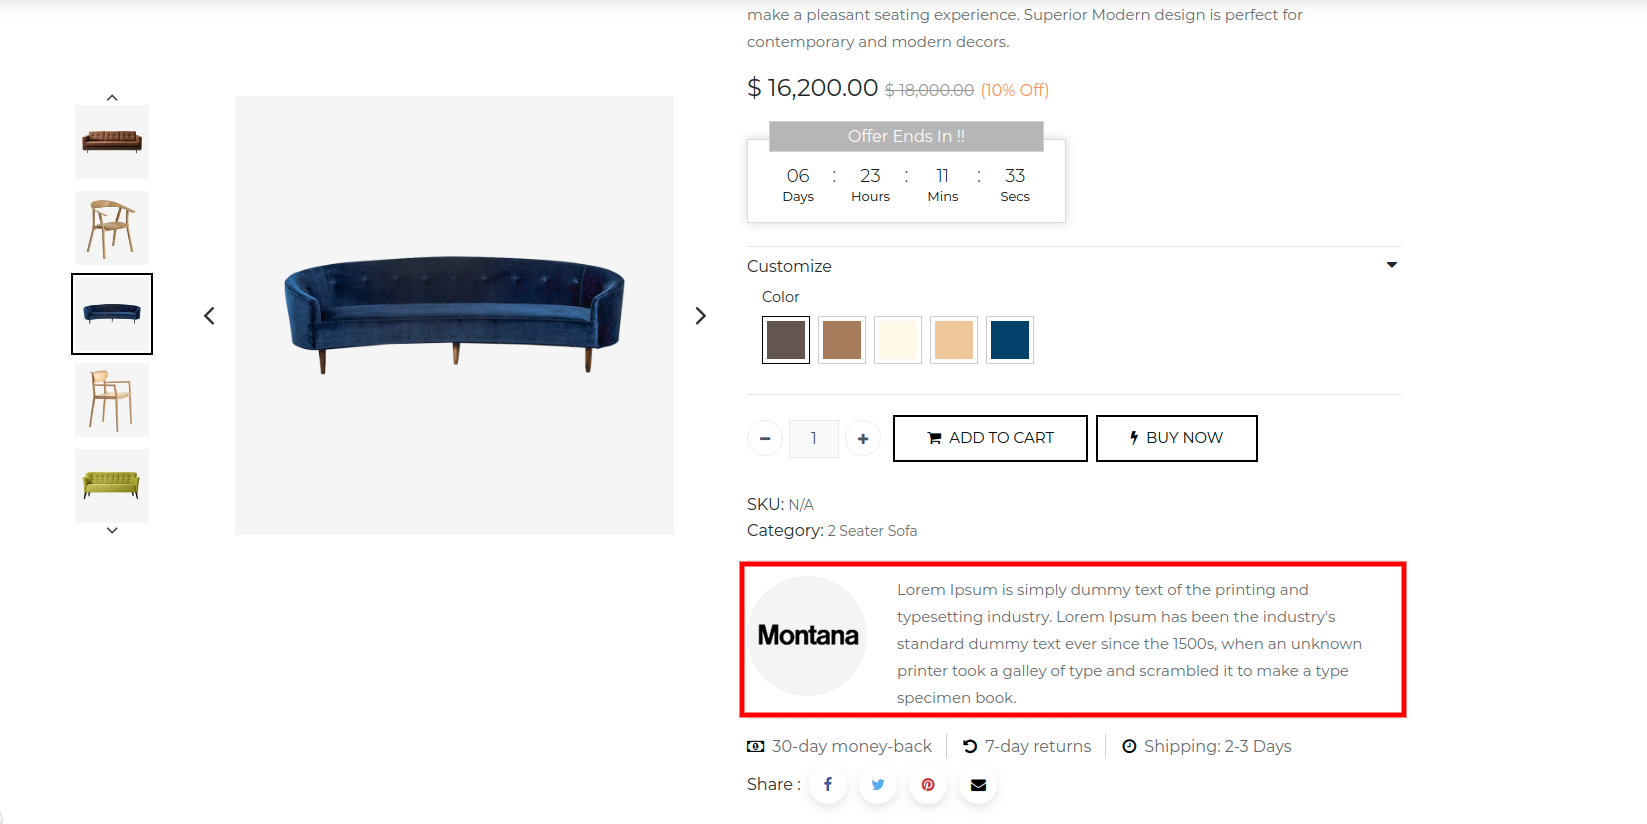 make a pleasant seating experience. Superior Modern design is perfect for
contemporary and modern decors.
$ 16,200.00 $ 18,000.00 (10% Off)
Offer Ends In !!
06 : 23 : 11 : 33
Days Hours Mins Secs
Customize
Color
1 ADD TO CART BUY NOW
SKU: N/A
Category: 2 Seater Sofa
Montana
Lorem Ipsum is simply dummy text of the printing and
typesetting industry. Lorem Ipsum has been the industry's
standard dummy text ever since the 1500s, when an unknown
printer took a galley of type and scrambled it to make a type
specimen book.
30-day money-back 7-day returns Shipping: 2-3 Days
Share :